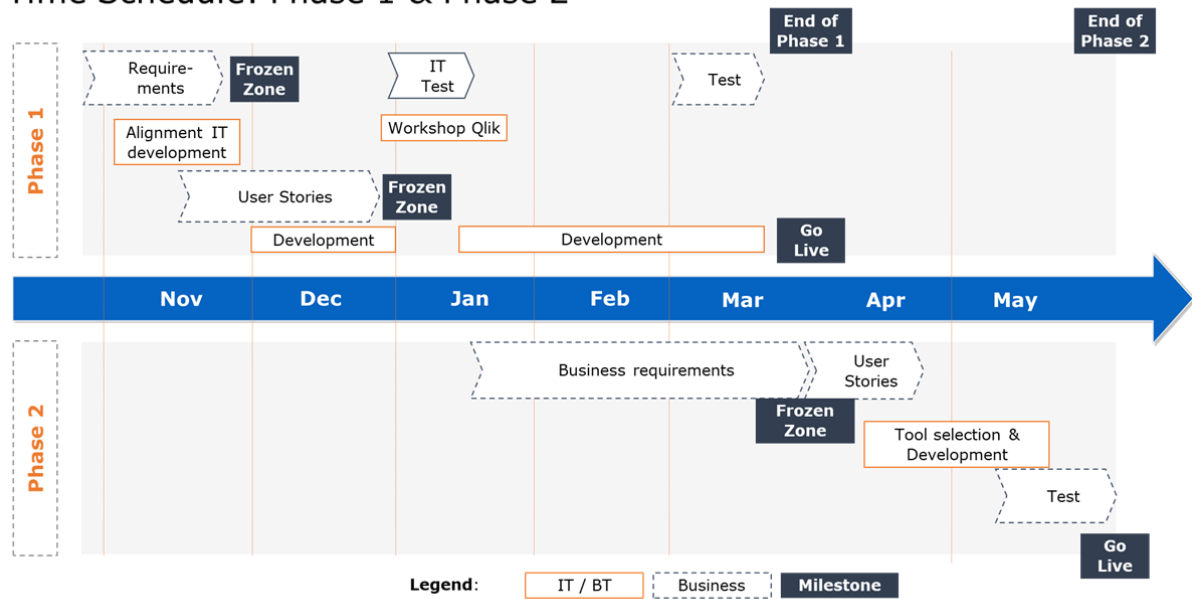 Time Schedule: Phase 1 & Phase 2
End of
Phase 1
End of
Phase 2
Phase 1
Require-
ments
Frozen
Zone
IT
Test
Test
Alignment IT
development
Workshop Qlik
User Stories
Frozen
Zone
Development
Development
Go
Live
Nov
Dec
Jan
Feb
Mar
Apr
May
Phase 2
Business requirements
User
Stories
Frozen
Zone
Tool selection &
Development
Test
Go
Live
Legend:
IT / BT
Business
Milestone